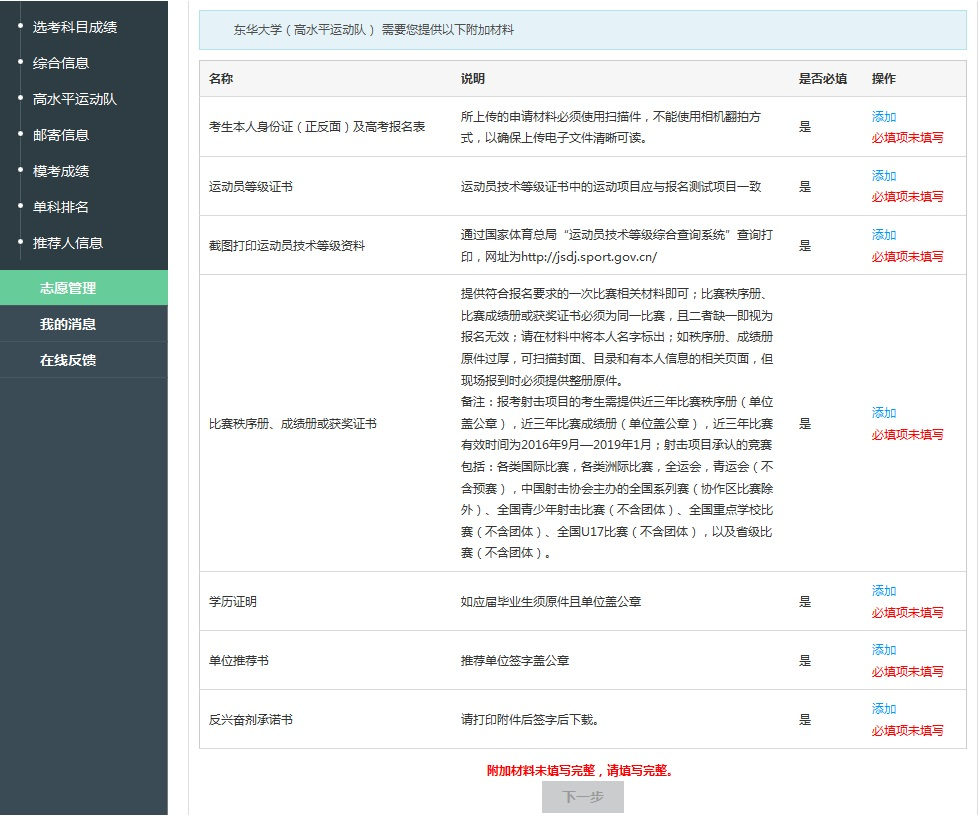 选考科目成绩
综合信息
高水平运动队
邮寄信息
模考成绩
单科排名
推荐人信息
志愿管理
我的消息
在线反馈
东华大学（高水平运动队） 需要您提供以下附加材料
名称 说明 是否必填 操作
考生本人身份证（正反面）及高考报名表
所上传的申请材料必须使用扫描件，不能使用相机翻拍方
式，以确保上传电子文件清晰可读。
是
添加
必填项未填写
运动员等级证书
运动员技术等级证书中的运动项目应与报名测试项目一致
是
添加
必填项未填写
截图打印运动员技术等级资料
通过国家体育总局“运动员技术等级综合查询系统”查询打
印，网址为http://jsdj.sport.gov.cn/
是
添加
必填项未填写
比赛秩序册、成绩册或获奖证书
提供符合报名要求的一次比赛相关材料即可；比赛秩序册、
比赛成绩册或获奖证书必须为同一比赛，且二者缺一即视为
报名无效；请在材料中将本人名字标出；如秩序册、成绩册
原件过厚，可扫描封面、目录和有本人信息的相关页面，但
现场报到时必须提供整册原件。
备注：报考射击项目的考生需提供近三年比赛秩序册（单位
盖公章），近三年比赛成绩册（单位盖公章），近三年比赛
有效时间为2016年9月—2019年1月；射击项目承认的竞赛
包括：各类国际比赛，各类洲际比赛，全运会，青运会（不
含预赛），中国射击协会主办的全国系列赛（协作区比赛除
外）、全国青少年射击比赛（不含团体）、全国重点学校比
赛（不含团体）、全国U17比赛（不含团体），以及省级比
赛（不含团体）。
是
添加
必填项未填写
学历证明
如应届毕业生须原件且单位盖公章
是
添加
必填项未填写
单位推荐书
推荐单位签字盖公章
是
添加
必填项未填写
反兴奋剂承诺书
请打印附件后签字后下载。
是
添加
必填项未填写
附加材料未填写完整，请填写完整。
下一步